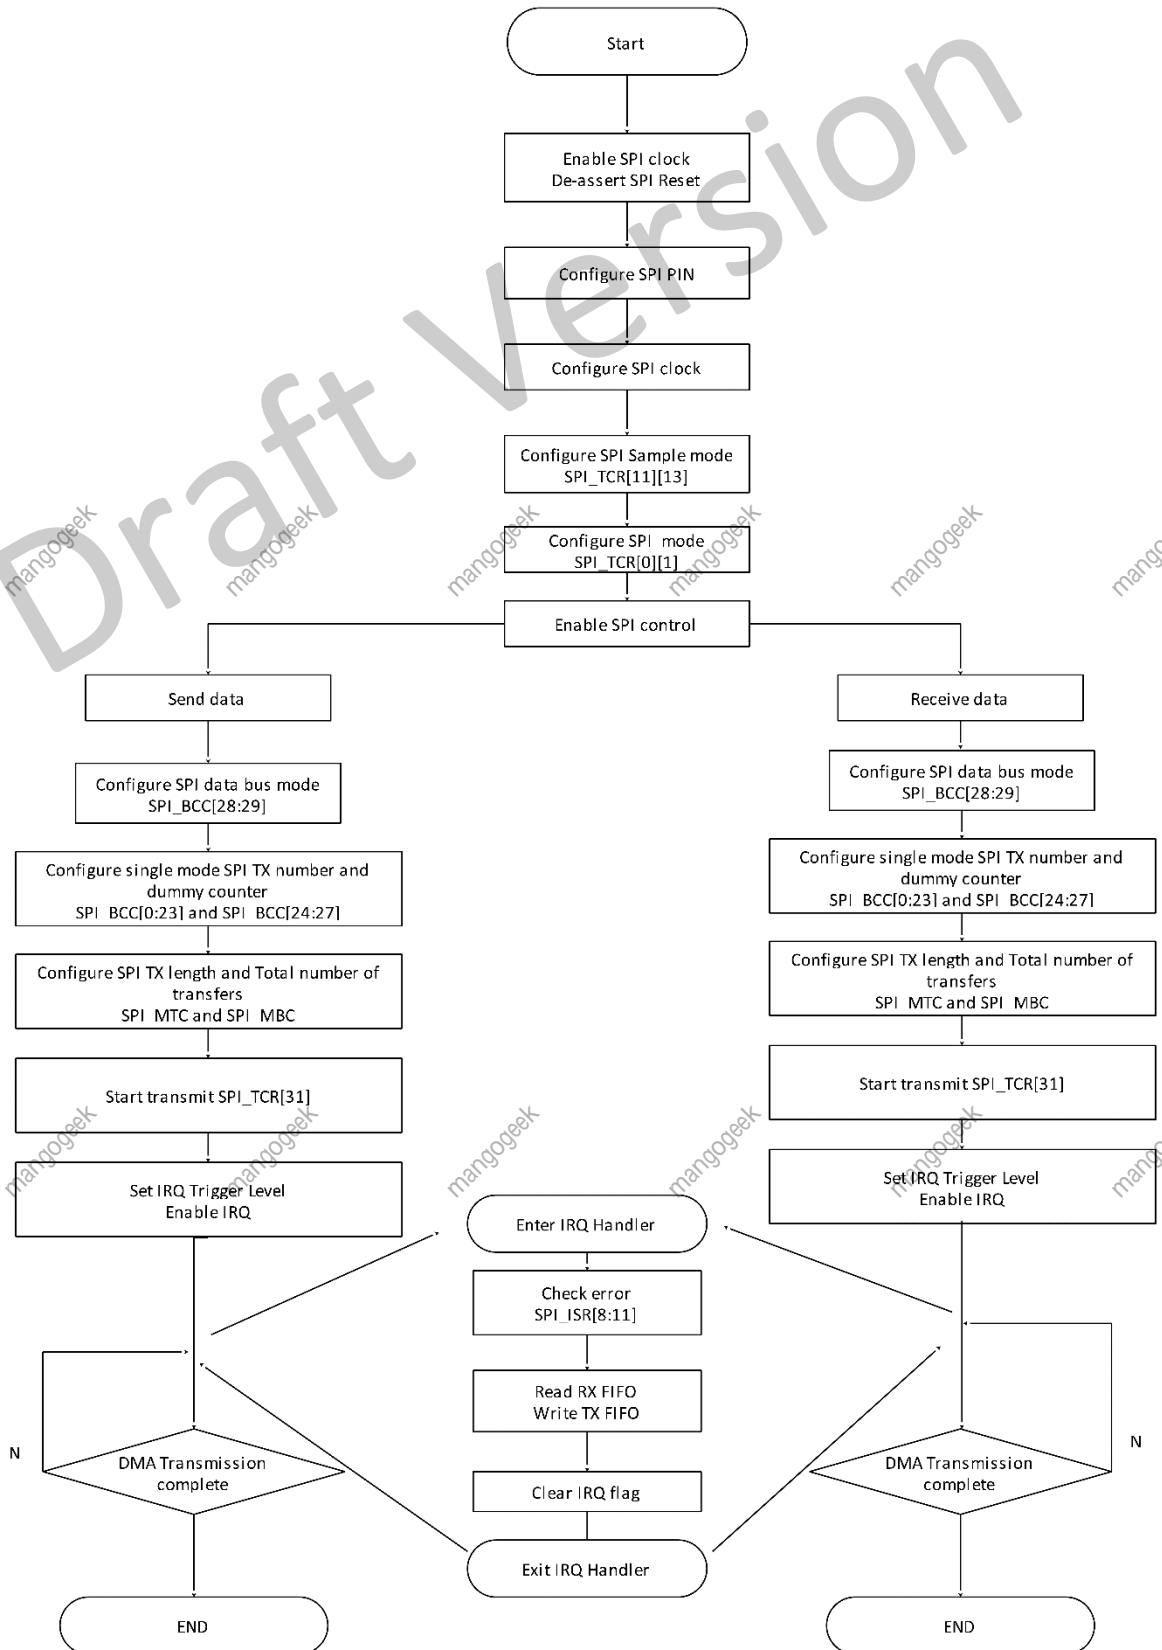 Start
Enable SPI clock
De-assert SPI Reset
Configure SPI PIN
Configure SPI clock
Configure SPI Sample mode
SPI_TCR[11][13]
Configure SPI mode
SPI_TCR[0][1]
Enable SPI control
Send data
Configure SPI data bus mode
SPI_BCC[28:29]
Configure single mode SPI TX number and
dummy counter
SPI_BCC[0:23] and SPI_BCC[24:27]
Configure SPI TX length and Total number of
transfers
SPI_MTC and SPI_MBC
Start transmit SPI_TCR[31]
Set IRQ Trigger Level
Enable IRQ
N
DMA Transmission
complete
END
Receive data
Configure SPI data bus mode
SPI_BCC[28:29]
Configure single mode SPI TX number and
dummy counter
SPI_BCC[0:23] and SPI_BCC[24:27]
Configure SPI TX length and Total number of
transfers
SPI_MTC and SPI_MBC
Start transmit SPI_TCR[31]
Set IRQ Trigger Level
Enable IRQ
N
DMA Transmission
complete
END
Enter IRQ Handler
Check error
SPI_ISR[8:11]
Read RX FIFO
Write TX FIFO
Clear IRQ flag
Exit IRQ Handler
Draft Version
mangogeek
mangogeek
mangogeek
mangogeek
mangogeek
mangogeek
mangogeek
mangogeek
mangogeek
mangogeek
mangogeek
mangogeek